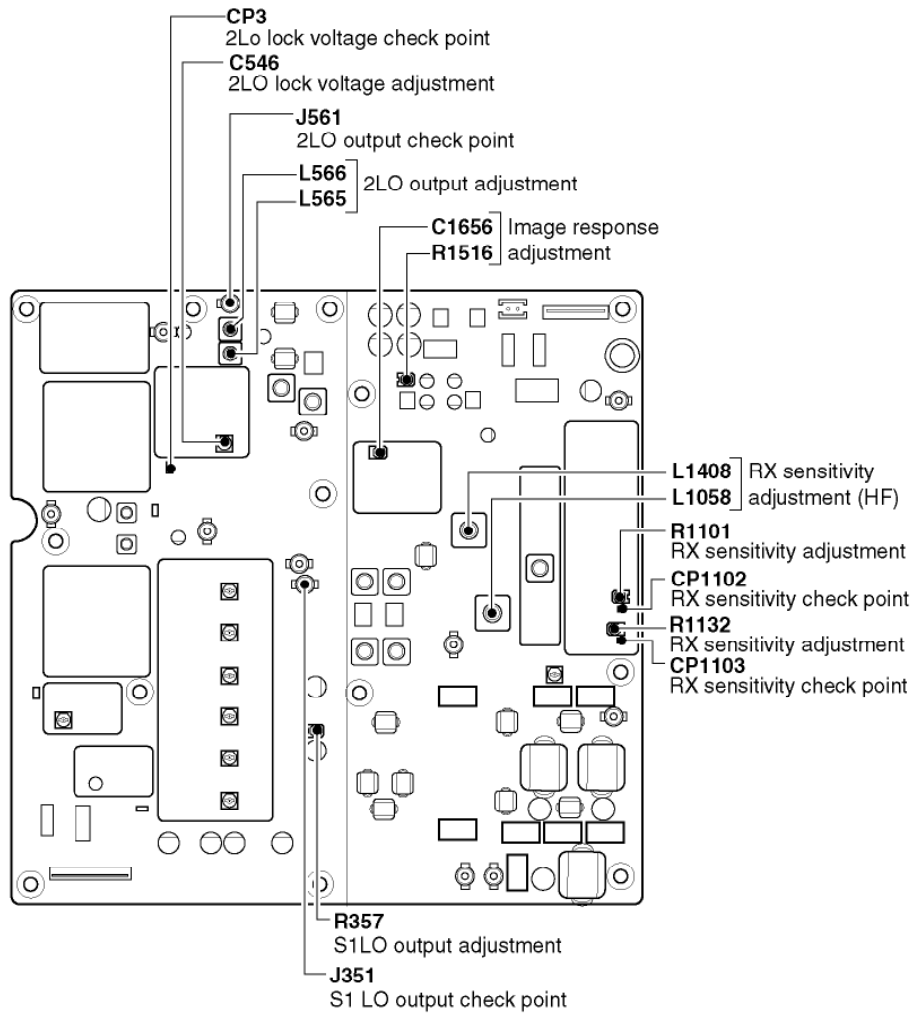 CP3
2Lo lock voltage check point
C546
2LO lock voltage adjustment
J561
2LO output check point
L566
L565
2LO output adjustment
C1656
R1516
Image response
adjustment
L1408
L1058
RX sensitivity
adjustment (HF)
R1101
RX sensitivity adjustment
CP1102
RX sensitivity check point
R1132
RX sensitivity adjustment
CP1103
RX sensitivity check point
R357
S1LO output adjustment
J351
S1 LO output check point